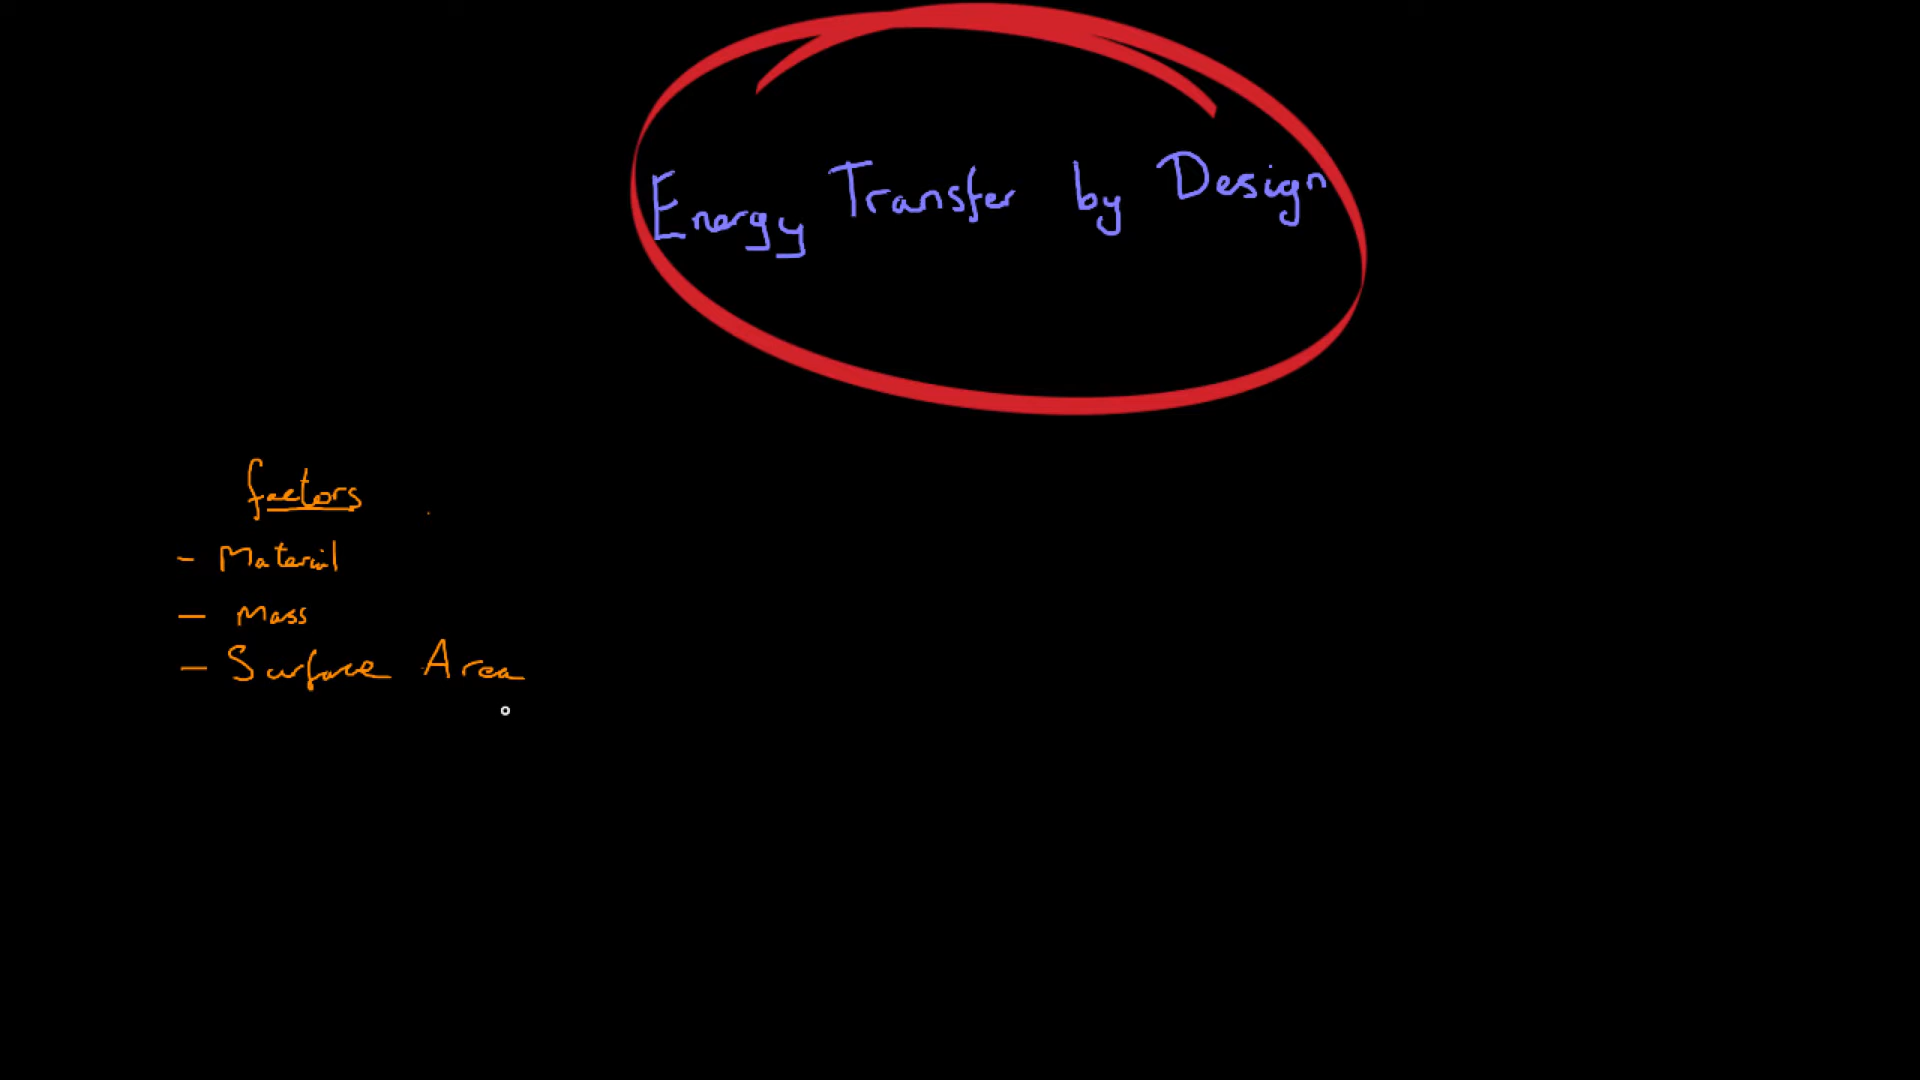 Energy Transfer by Design
factors
- Material
- Mass
- Surface Area